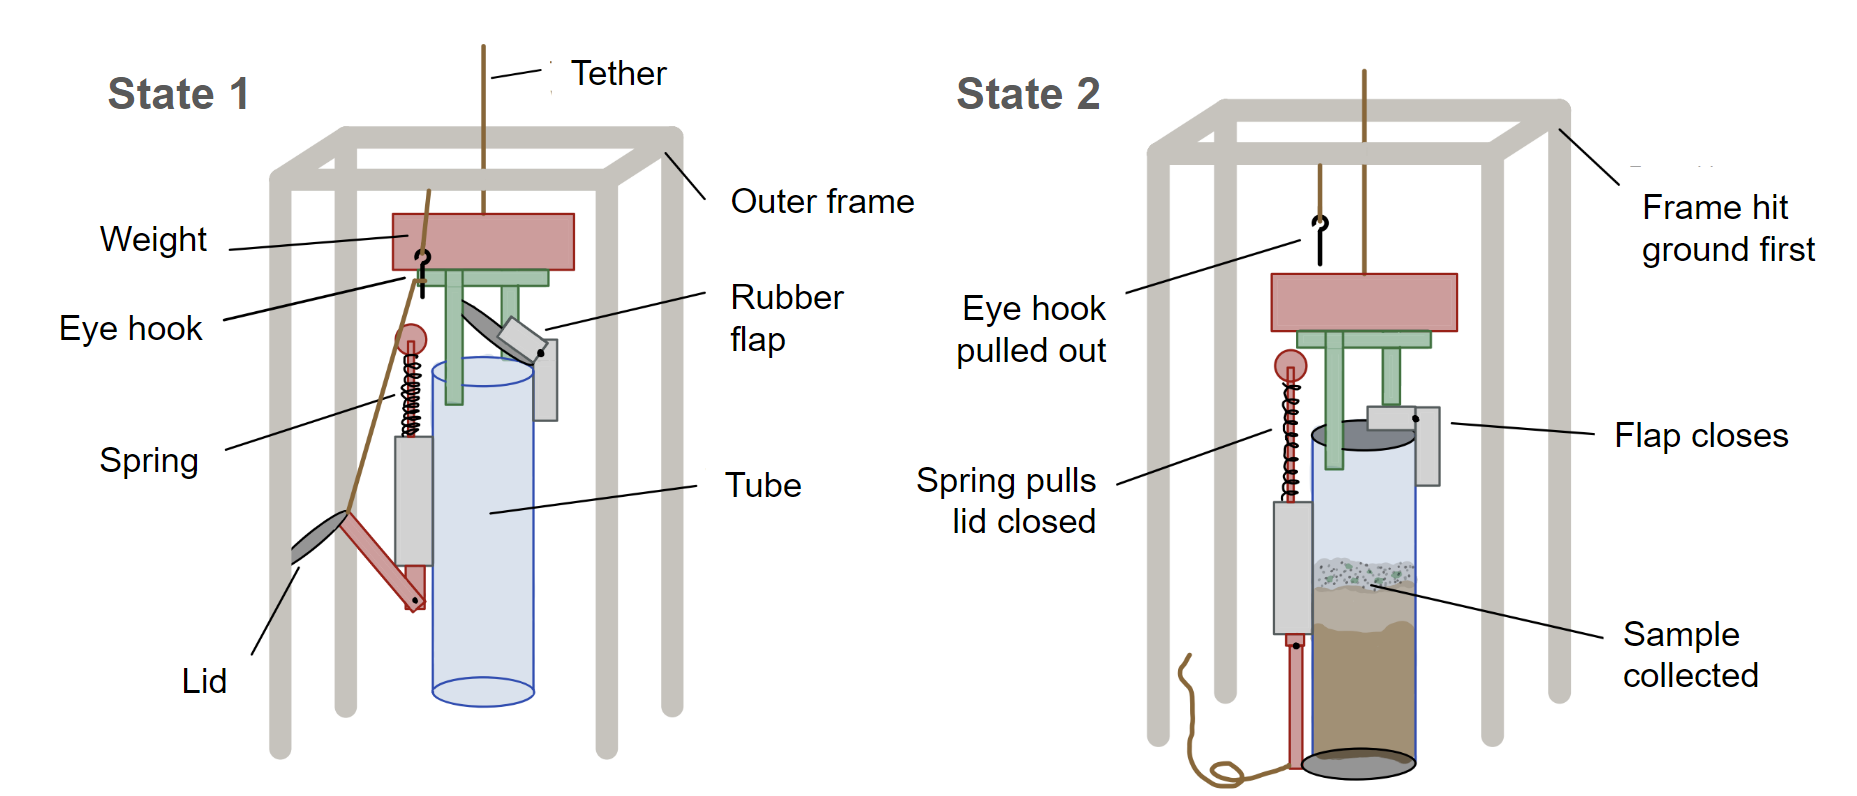 State 1
Tether
Outer frame
Weight
Rubber
flap
Eye hook
Spring
Tube
Lid
State 2
Frame hit
ground first
Eye hook
pulled out
Flap closes
Spring pulls
lid closed
Sample
collected